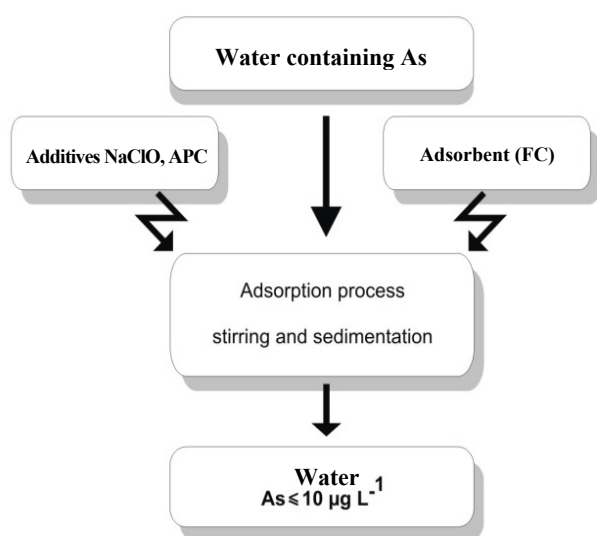 Water containing As
Additives NaClO, APC
Adsorbent (FC)
Adsorption process
stirring and sedimentation
Water
As ≤ 10 µg L⁻¹